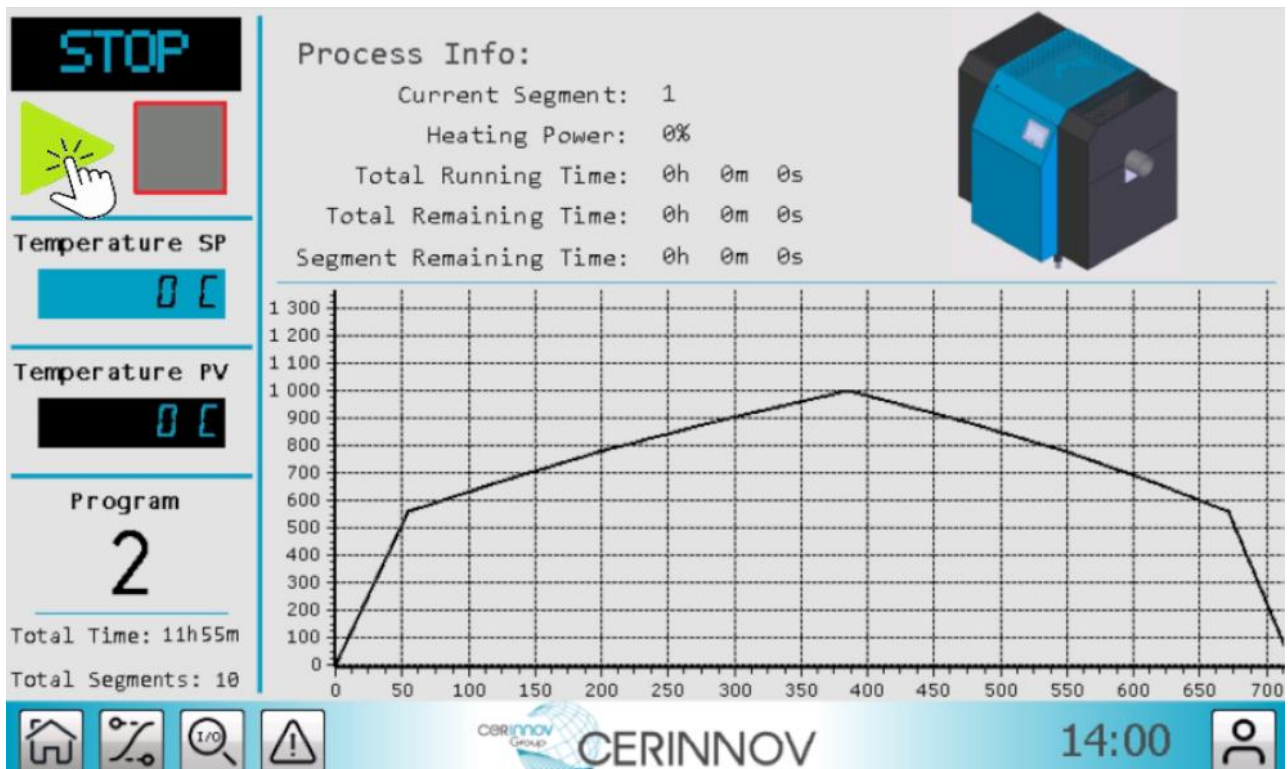 STOP
Process Info:
Current Segment: 1
Heating Power: 0%
Total Running Time: 0h 0m 0s
Total Remaining Time: 0h 0m 0s
Segment Remaining Time: 0h 0m 0s
Temperature SP
0 C
Temperature PV
0 C
Program
2
Total Time: 11h55m
Total Segments: 10
1 300
1 200
1 100
1 000
900
800
700
600
500
400
300
200
100
0
0 50 100 150 200 250 300 350 400 450 500 550 600 650 700
I/O
cerinnov
Group
CERINNOV
14:00